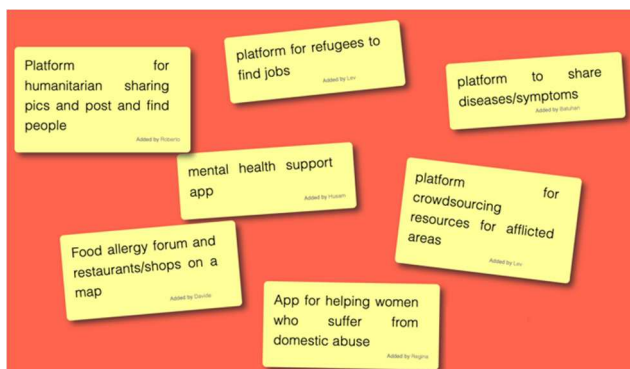 Platform for
humanitarian sharing
pics and post and find
people
Added by Roberto
platform for refugees to
find jobs
Added by Lev
platform to share
diseases/symptoms
Added by Batuhan
mental health support
app
Added by Husam
platform for
crowdsourcing
resources for afflicted
areas
Added by Lev
Food allergy forum and
restaurants/shops on a
map
Added by Davide
App for helping women
who suffer from
domestic abuse
Added by Regina